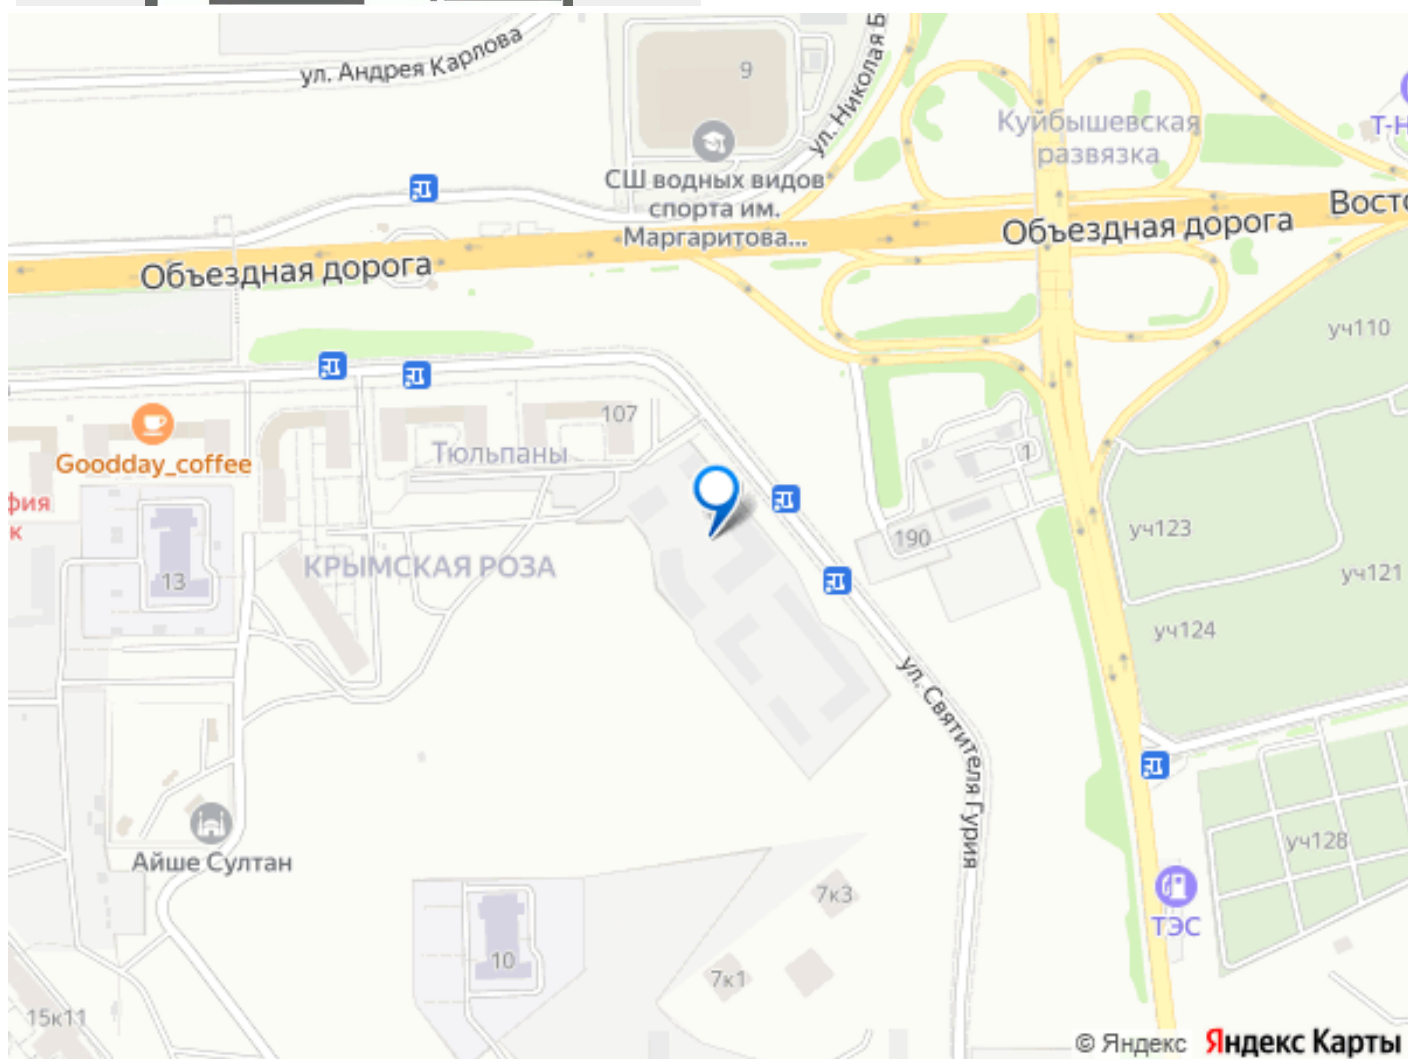 ул. Андрея Карлова
9
ул. Николая Б
Куйбышевская
развязка
Т-Н
СШ водных видов
спорта им.
Маргаритова...
Объездная дорога
Восто
Объездная дорога
уч110
107
Goodday_coffee
Тюльпаны
1
фия
к
190
уч123
КРЫМСКАЯ РОЗА
13
уч121
уч124
ул. Святителя Гурия
Айше Султан
уч128
7к3
ТЭС
10
7к1
15к11
© Яндекс
Яндекс Карты